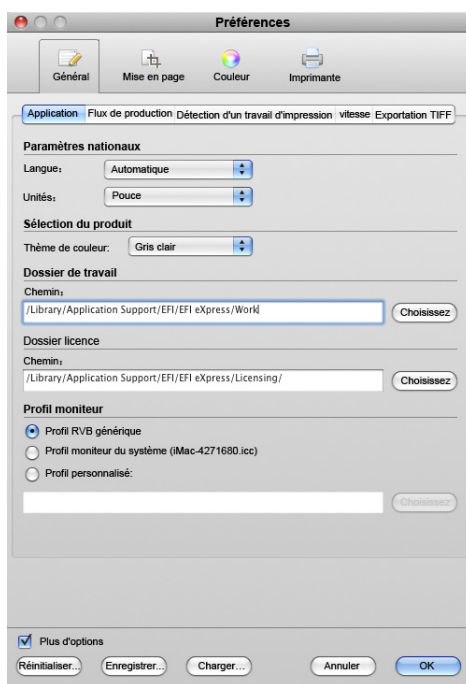 Préférences
Général Mise en page Couleur Imprimante
Application Flux de production Détection d'un travail d'impression vitesse Exportation TIFF
Paramètres nationaux
Langue: Automatique
Unités: Pouce
Sélection du produit
Thème de couleur: Gris clair
Dossier de travail
Chemin:
/Library/Application Support/EFI/EFI eXpress/Work Choisissez
Dossier licence
Chemin:
/Library/Application Support/EFI/EFI eXpress/Licensing/ Choisissez
Profil moniteur
Profil RVB générique
Profil moniteur du système (iMac-4271680.icc)
Profil personnalisé:
Choisissez
Plus d'options
Réinitialiser... Enregistrer... Charger... Annuler OK